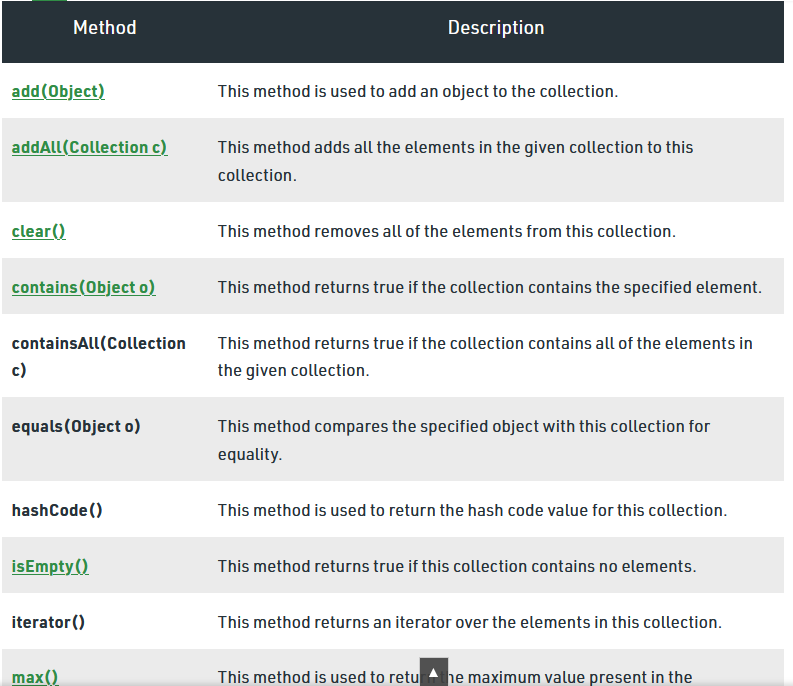 Method Description
add(Object) This method is used to add an object to the collection.
addAll(Collection c) This method adds all the elements in the given collection to this
collection.
clear() This method removes all of the elements from this collection.
contains(Object o) This method returns true if the collection contains the specified element.
containsAll(Collection This method returns true if the collection contains all of the elements in
c) the given collection.
equals(Object o) This method compares the specified object with this collection for
equality.
hashCode() This method is used to return the hash code value for this collection.
isEmpty() This method returns true if this collection contains no elements.
iterator() This method returns an iterator over the elements in this collection.
max() This method is used to maximum value present in the